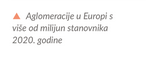 Aglomeracije u Europi s
više od milijun stanovnika
2020. godine